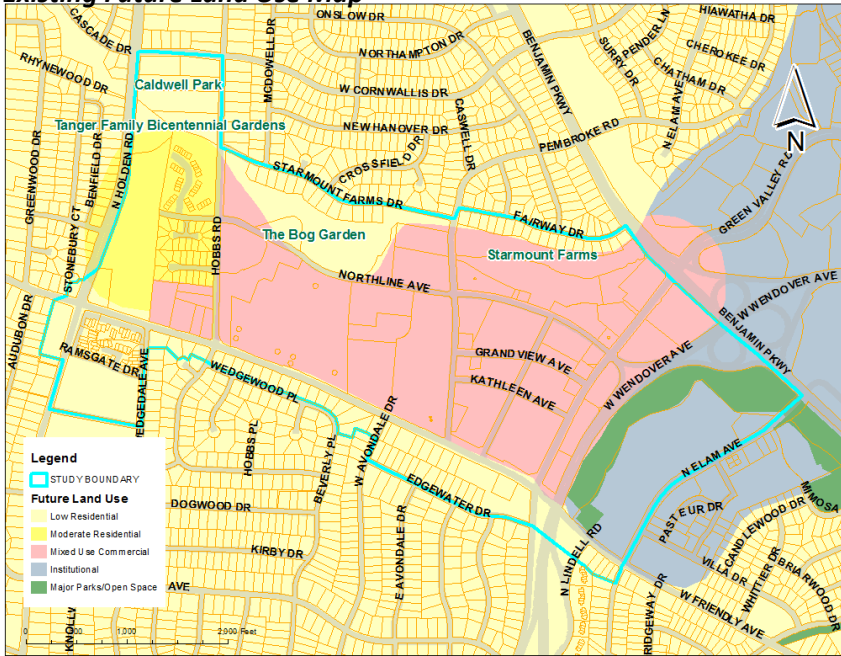 Existing Future Land Use Map
CASCADE DR
ONSLOW DR
HIAWATHA DR
PENDER LN
SURRY DR
CHEROKEE DR
CHATHAM DR
RHYNEWOOD DR
MCDOWELL DR
NORTHAMPTON DR
BENJAMIN PKWY
N ELAM AVE
Caldwell Park
W CORNWALLIS DR
CASWELL DR
N
Tanger Family Bicentennial Gardens
NEWHANOVER DR
PEMBROKE RD
GREENWOOD DR
BENFIELD DR
N HOLDEN RD
CROSSFIELD DR
GREEN VALLEY RD
STARMOUNT FARMS DR
FAIRWAY DR
STONEBURY CT
HOBBS RD
The Bog Garden
Starmount Farms
NORTHLINE AVE
W WENDOVER AVE
BENJAMIN PKWY
AUDUBON DR
RAMSGATE DR
GRANDVIEW AVE
KATHLEEN AVE
W WENDOVER AVE
WEDGEWOOD PL
WEDGEDALE AVE
W AVONDALE DR
HOBBS PL
BEVERLY PL
EDGEWATER DR
N ELAM AVE
MIMOSA
DOGWOOD DR
PASTEUR DR
CANDLEWOOD DR
KIRBY DR
E AVONDALE DR
N LINDELL RD
VILLA DR
WHITTIER DR
BRIARWOOD DR
AVE
RIDGEWAY DR
W FRIENDLY AVE
KNOLLW
Legend
STUDY BOUNDARY
Future Land Use
Low Residential
Moderate Residential
Mixed Use Commercial
Institutional
Major Parks/Open Space
0 500 1,000 2,000 Feet